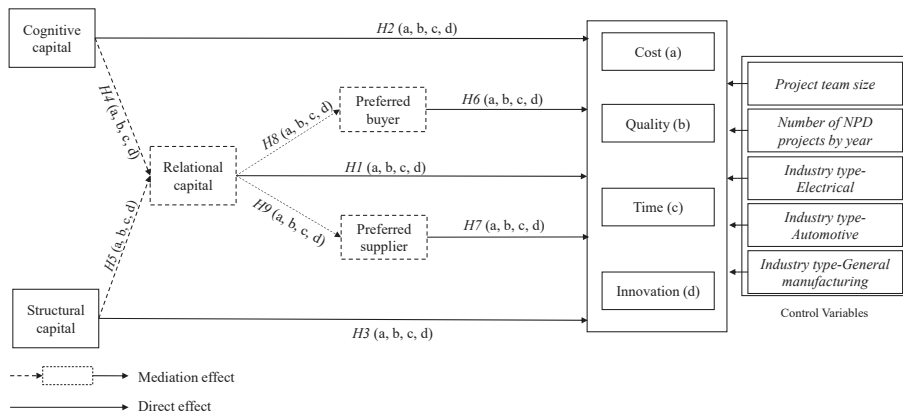 Cognitive
capital
H2 (a, b, c, d)
Cost (a)
Project team size
H4 (a, b, c, d)
Preferred
buyer
H6 (a, b, c, d)
H8 (a, b, c, d)
Quality (b)
Number of NPD
projects by year
Relational
capital
H1 (a, b, c, d)
Industry type-
Electrical
H9 (a, b, c, d)
Preferred
supplier
H7 (a, b, c, d)
Time (c)
Industry type-
Automotive
H5 (a, b, c, d)
Industry type-General
manufacturing
Innovation (d)
Control Variables
Structural
capital
H3 (a, b, c, d)
Mediation effect
Direct effect